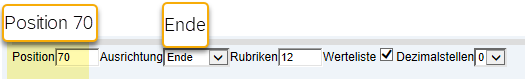 Position 70
Ende
Position 70 Ausrichtung Ende Rubriken 12 Werteliste Dezimalstellen 0